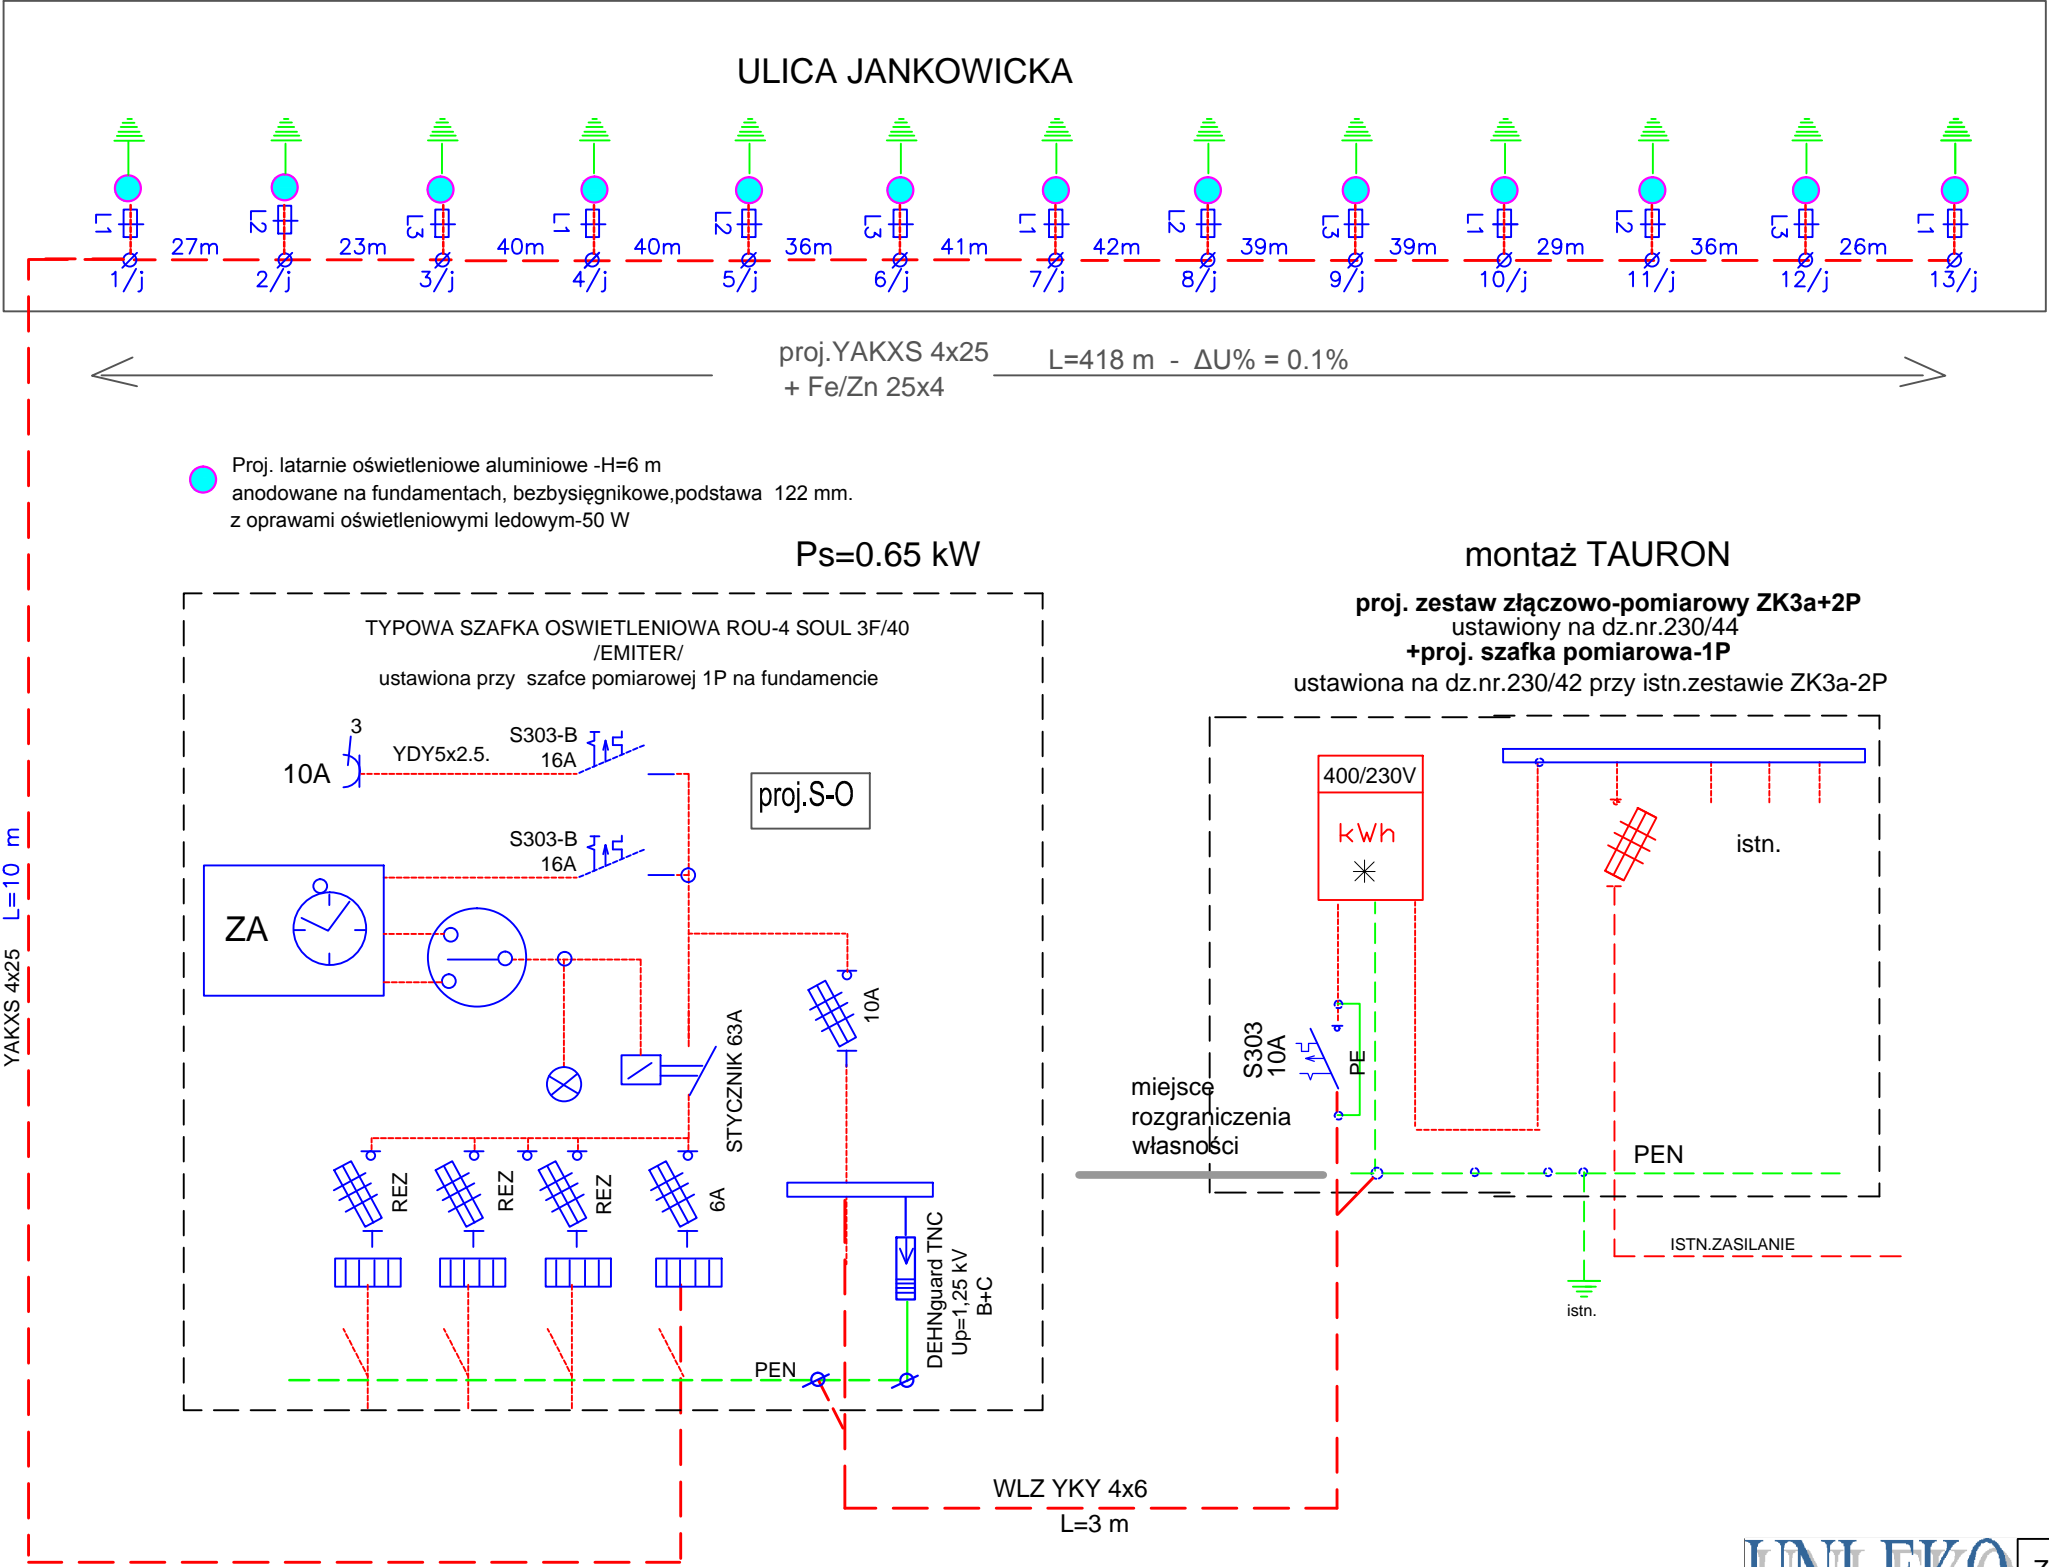 ULICA JANKOWICKA
L1 L2 L3 L1 L2 L3 L1 L2 L3 L1 L2 L3 L1
27m 23m 40m 40m 36m 41m 42m 39m 39m 29m 36m 26m
1/j 2/j 3/j 4/j 5/j 6/j 7/j 8/j 9/j 10/j 11/j 12/j 13/j
proj.YAKXS 4x25
+ Fe/Zn 25x4
L=418 m - ΔU% = 0.1%
Proj. latarnie oświetleniowe aluminiowe -H=6 m
anodowane na fundamentach, bezbysięgnikowe,podstawa 122 mm.
z oprawami oświetleniowymi ledowym-50 W
Ps=0.65 kW
montaż TAURON
proj. zestaw złączowo-pomiarowy ZK3a+2P
ustawiony na dz.nr.230/44
+proj. szafka pomiarowa-1P
ustawiona na dz.nr.230/42 przy istn.zestawie ZK3a-2P
TYPOWA SZAFKA OSWIETLENIOWA ROU-4 SOUL 3F/40
/EMITER/
ustawiona przy szafce pomiarowej 1P na fundamencie
3
10A
YDY5x2.5.
S303-B
16A
proj.S-O
S303-B
16A
ZA
10A
STYCZNIK 63A
REZ
REZ
REZ
6A
DEHNguard TNC
Up=1,25 kV
B+C
PEN
YAKXS 4x25 L=10 m
400/230V
kWh
istn.
S303
10A
PE
miejsce
rozgraniczenia
własności
PEN
ISTN.ZASILANIE
istn.
WLZ YKY 4x6
L=3 m
UNLEKO